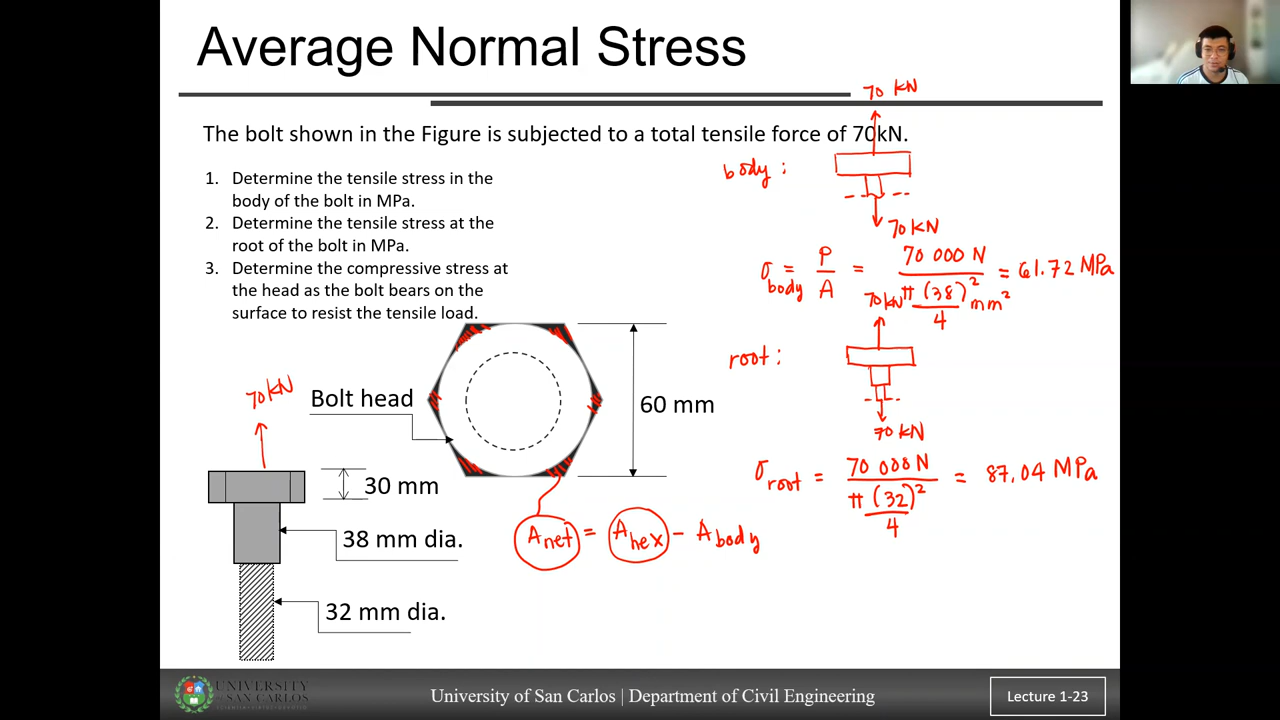 Average Normal Stress
The bolt shown in the Figure is subjected to a total tensile force of 70kN.
1. Determine the tensile stress in the
body of the bolt in MPa.
2. Determine the tensile stress at the
root of the bolt in MPa.
3. Determine the compressive stress at
the head as the bolt bears on the
surface to resist the tensile load.
70 kN
body:
70 KN
σbody = P/A = 70 000 N / (π(38)²/4) mm² = 61.72 MPa
root:
70 kN
70 kN
σroot = 70 000 N / (π(32)²/4) = 87.04 MPa
70 kN
Bolt head
60 mm
30 mm
38 mm dia.
32 mm dia.
Anet = Ahex - Abody
UNIVERSITY
of SAN CARLOS
University of San Carlos | Department of Civil Engineering
Lecture 1-23